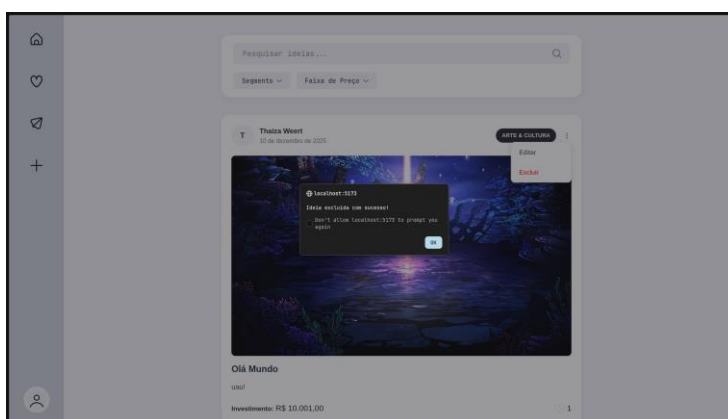 Pesquisar ideias...
Segmento
Faixa de Preço
T
Thaiza Weert
10 de dezembro de 2025
ARTE & CULTURA
Editar
Excluir
localhost:5173
Ideia excluída com sucesso!
Don't allow localhost:5173 to prompt you
again
OK
Olá Mundo
uau!
Investimento: R$ 10.001,00
1